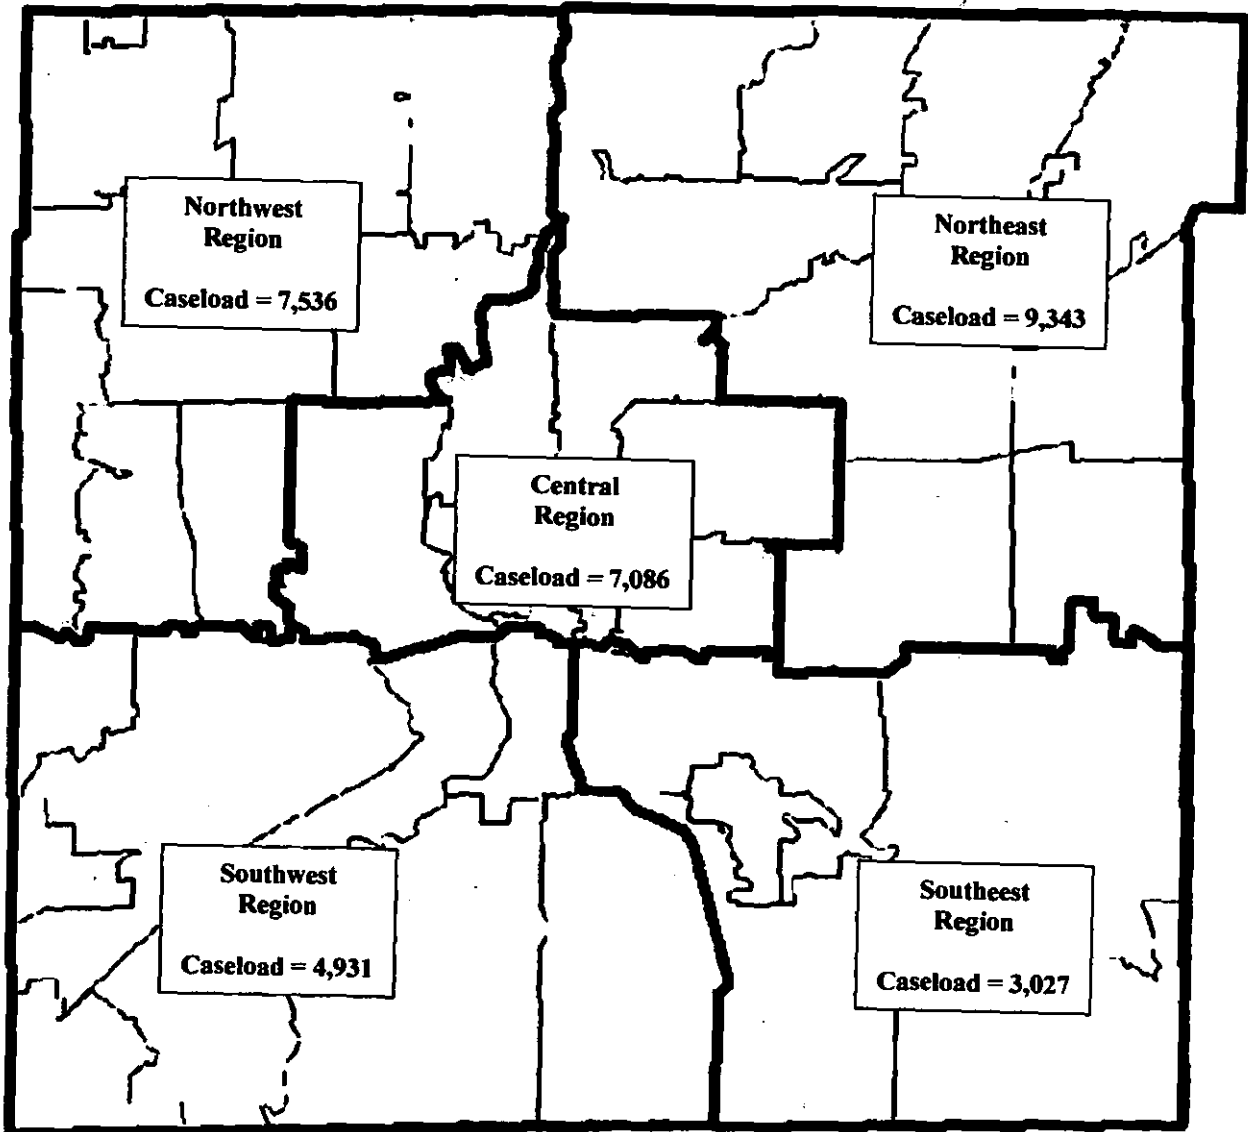 Northwest
Region
Caseload = 7,536
Northeast
Region
Caseload = 9,343
Central
Region
Caseload = 7,086
Southwest
Region
Caseload = 4,931
Southeest
Region
Caseload = 3,027